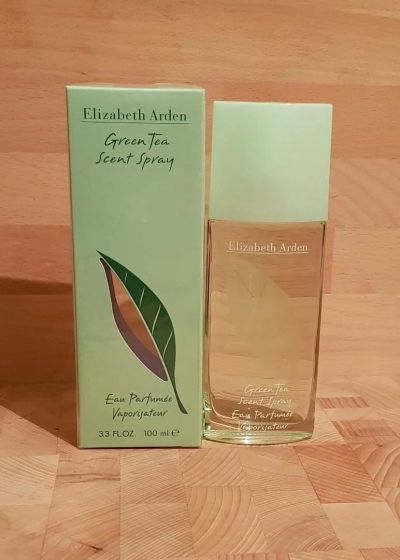 Elizabeth Arden
Green Tea
Scent Spray
Eau Parfumée
Vaporisateur
3.3 FL.OZ. 100 ml e
Elizabeth Arden
Green Tea
Scent Spray
Eau Parfumée
Vaporisateur